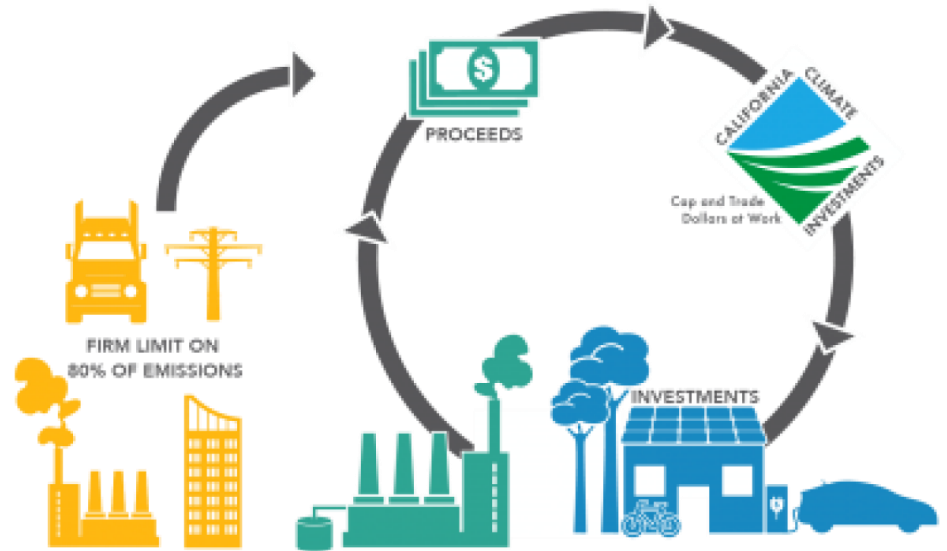 $
PROCEEDS
CALIFORNIA
CLIMATE
INVESTMENTS
Cap and Trade
Dollars at Work
FIRM LIMIT ON
80% OF EMISSIONS
INVESTMENTS